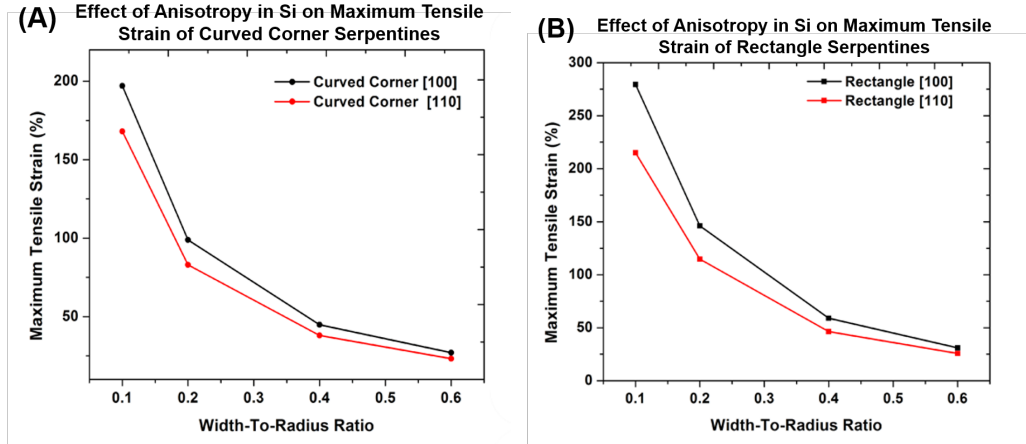 (A)
Effect of Anisotropy in Si on Maximum Tensile
Strain of Curved Corner Serpentines
Curved Corner [100]
Curved Corner [110]
Maximum Tensile Strain (%)
200
150
100
50
0.1 0.2 0.3 0.4 0.5 0.6
Width-To-Radius Ratio
(B)
Effect of Anisotropy in Si on Maximum Tensile
Strain of Rectangle Serpentines
Rectangle [100]
Rectangle [110]
Maximum Tensile Strain (%)
300
250
200
150
100
50
0
0.1 0.2 0.3 0.4 0.5 0.6
Width-To-Radius Ratio